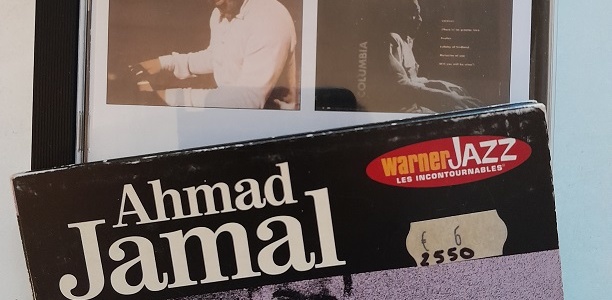 COLUMBIA
warnerJAZZ
LES INCONTOURNABLES
Ahmad
Jamal
€ 6
2550